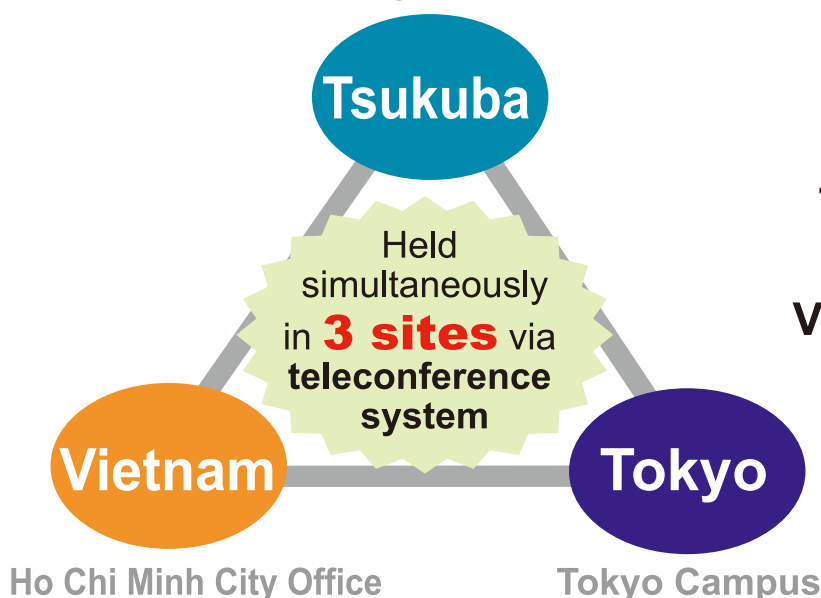 Tsukuba
Held
simultaneously
in 3 sites via
teleconference
system
V
Vietnam
Tokyo
Ho Chi Minh City Office
Tokyo Campus